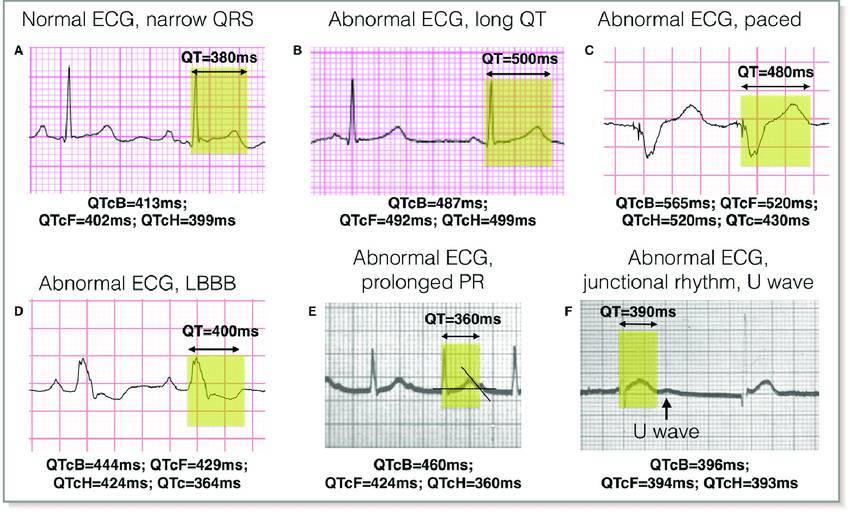 Normal ECG, narrow QRS
A
QT=380ms
QTcB=413ms;
QTcF=402ms; QTcH=399ms
Abnormal ECG, long QT
B
QT=500ms
QTcB=487ms;
QTcF=492ms; QTcH=499ms
Abnormal ECG, paced
C
QT=480ms
QTcB=565ms; QTcF=520ms;
QTcH=520ms; QTc=430ms
Abnormal ECG, LBBB
D
QT=400ms
QTcB=444ms; QTcF=429ms;
QTcH=424ms; QTc=364ms
Abnormal ECG,
prolonged PR
E
QT=360ms
QTcB=460ms;
QTcF=424ms; QTcH=360ms
Abnormal ECG,
junctional rhythm, U wave
F
QT=390ms
U wave
QTcB=396ms;
QTcF=394ms; QTcH=393ms